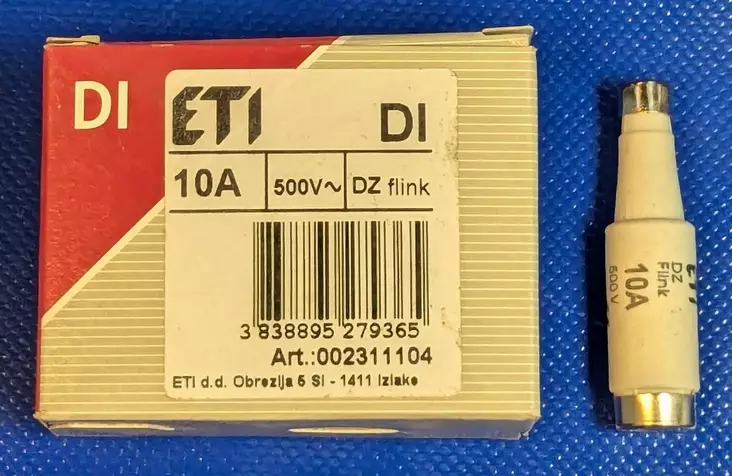 DI
ETI DI
10A 500V~ DZ flink
3 838895 279365
Art.:002311104
ETI d.d. Obrezija 5 SI - 1411 Izlake
ETI
DZ
Flink
10A
500 V